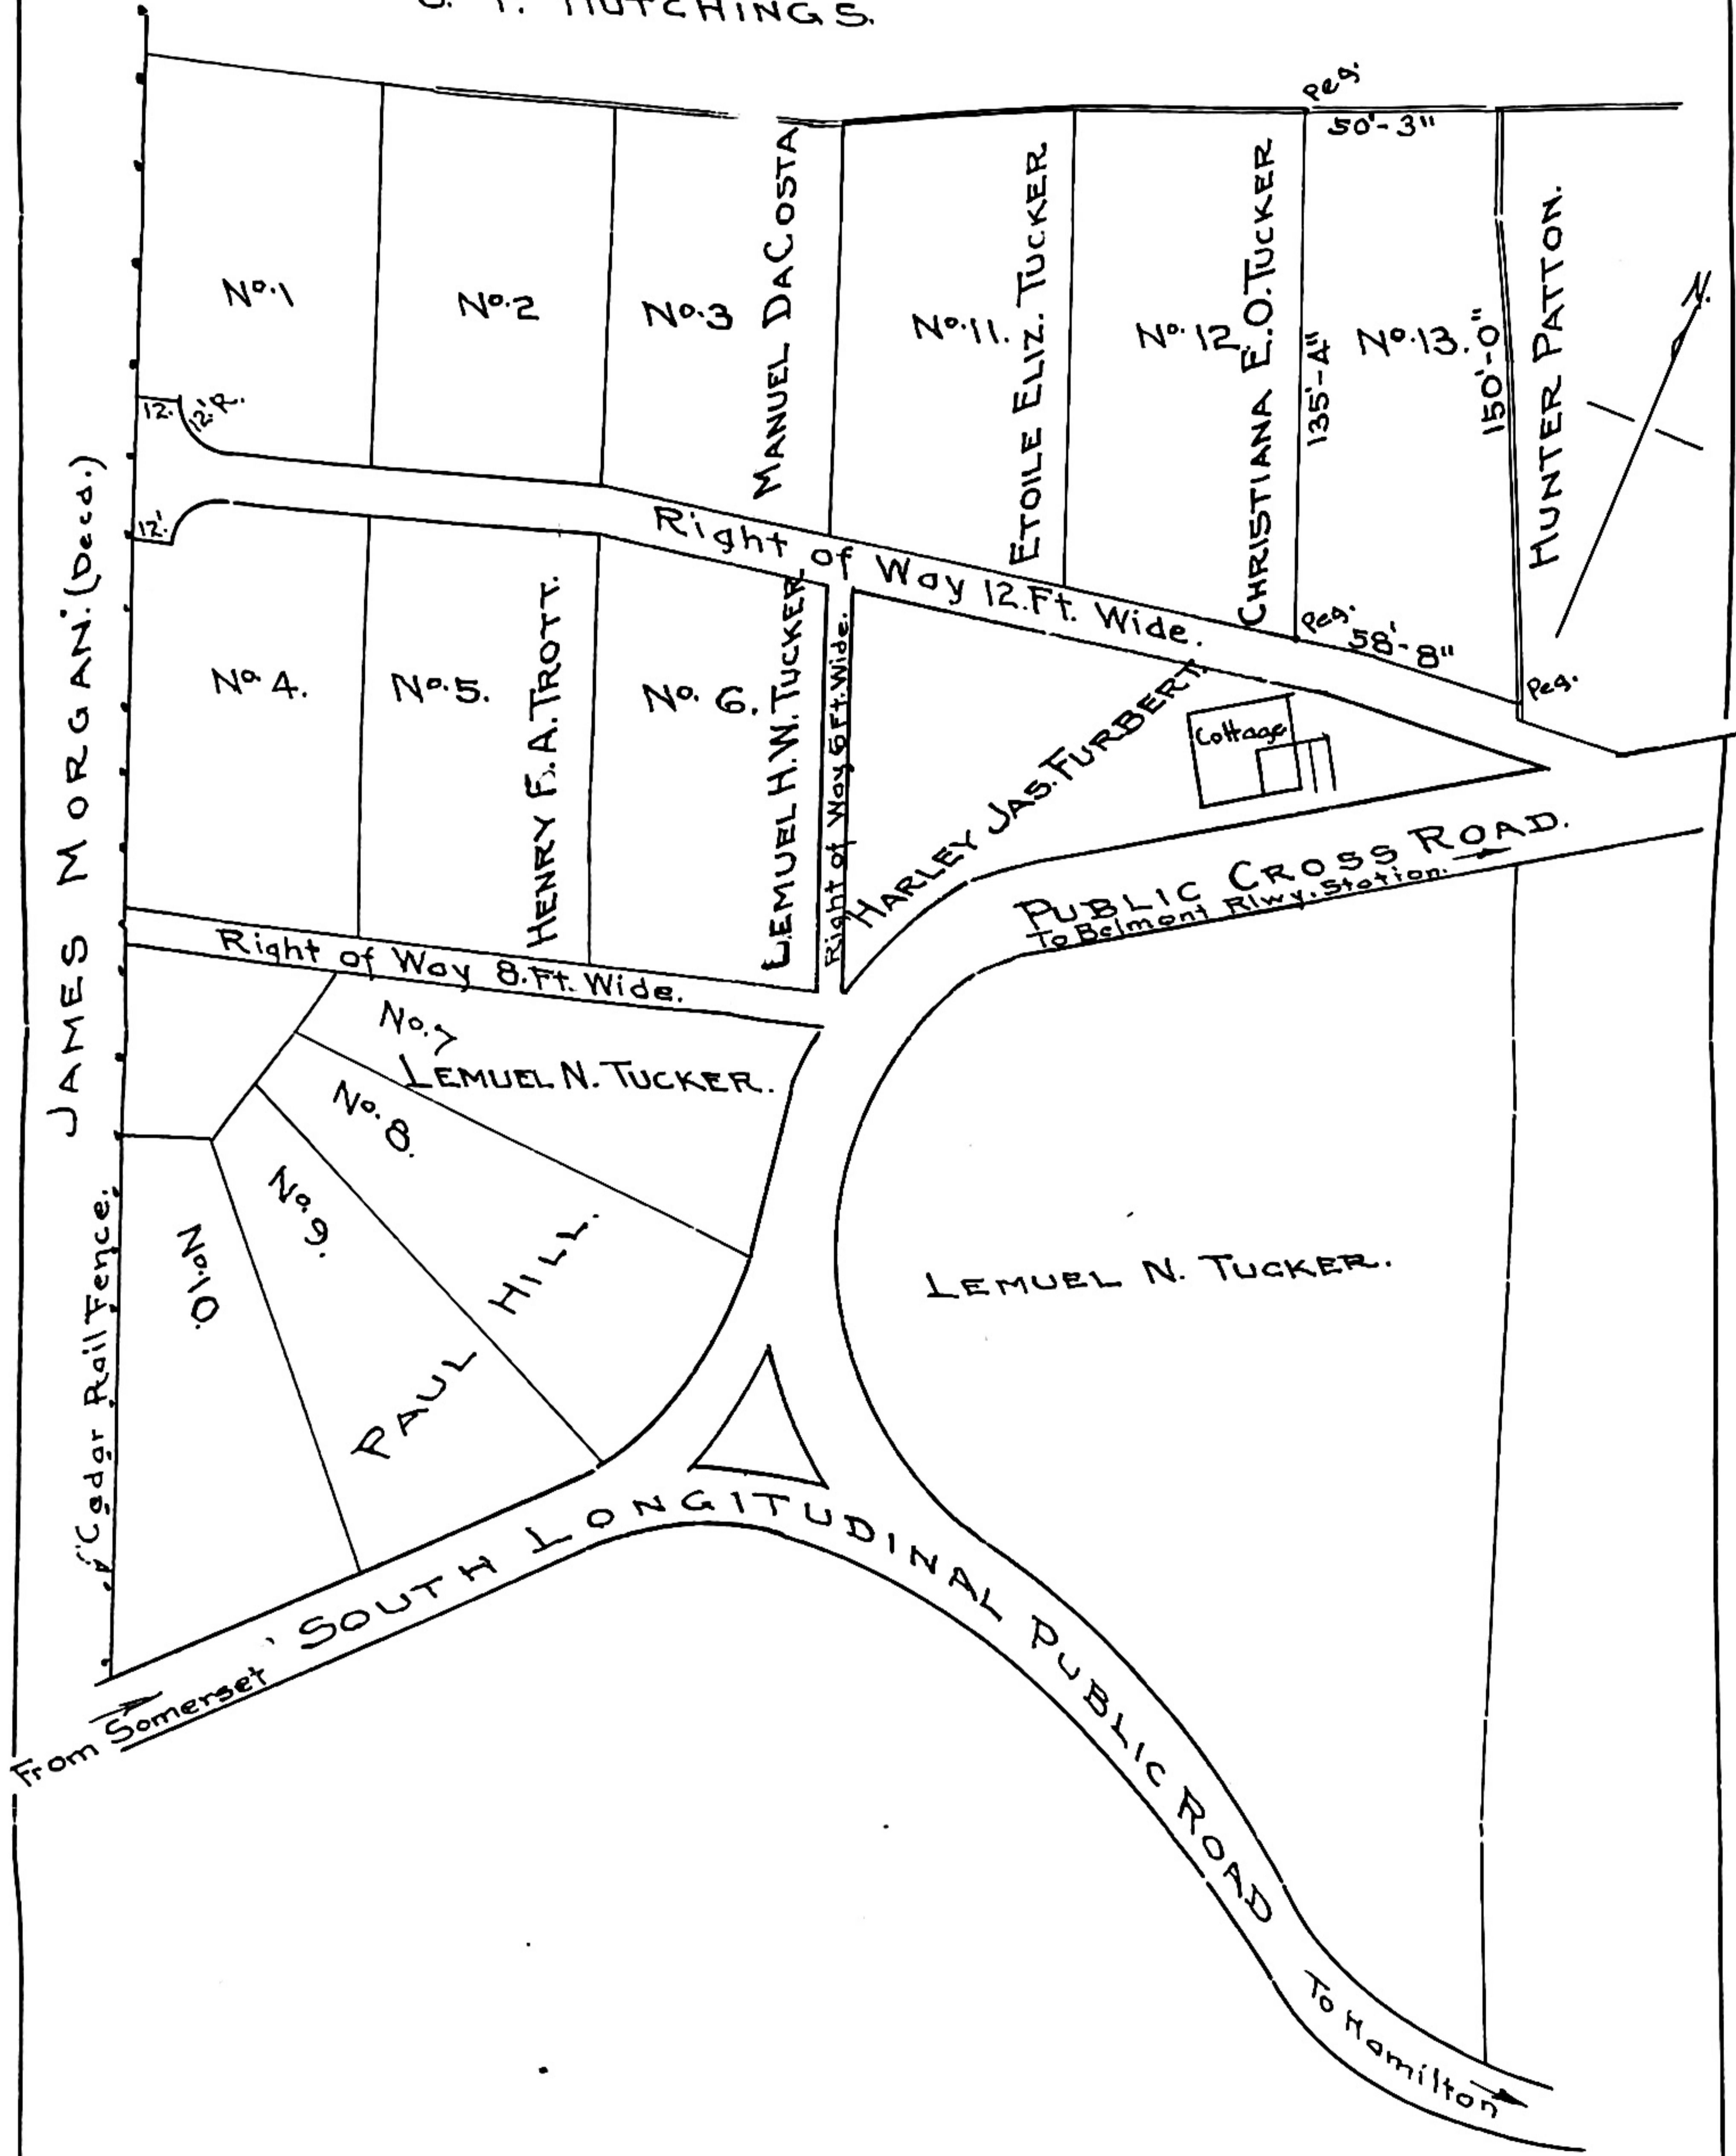 HUTCHINGS.
Peg.
50'-3"
No.1
No.2
No.3
MANUEL DACOSTA
No.11.
ETOILE ELIZ. TUCKER
No.12
CHRISTIANA E.O. TUCKER
135'-4"
No.13.
150'-0"
HUNTER PATTON.
N.
12.
12'.R.
12'.
JAMES MORGAN. (Decd.)
Right of Way 12.Ft. Wide.
Peg.
58'-8"
Peg.
No. 4.
No. 5.
HENRY F. A. TROTT.
No. 6.
LEMUEL H.W. TUCKER.
Right of Way 6 Ft. Wide.
HARLEY JAS. FURBERT.
Cottage
PUBLIC CROSS ROAD.
To Belmont Rlwy. Station.
Right of Way 8.Ft. Wide.
No.7
LEMUEL N. TUCKER.
No. 8.
No. 9.
No.10.
PAUL HILL.
LEMUEL N. TUCKER.
Cedar Rail Fence.
From Somerset
SOUTH LONGITUDINAL PUBLIC ROAD
To Hamilton